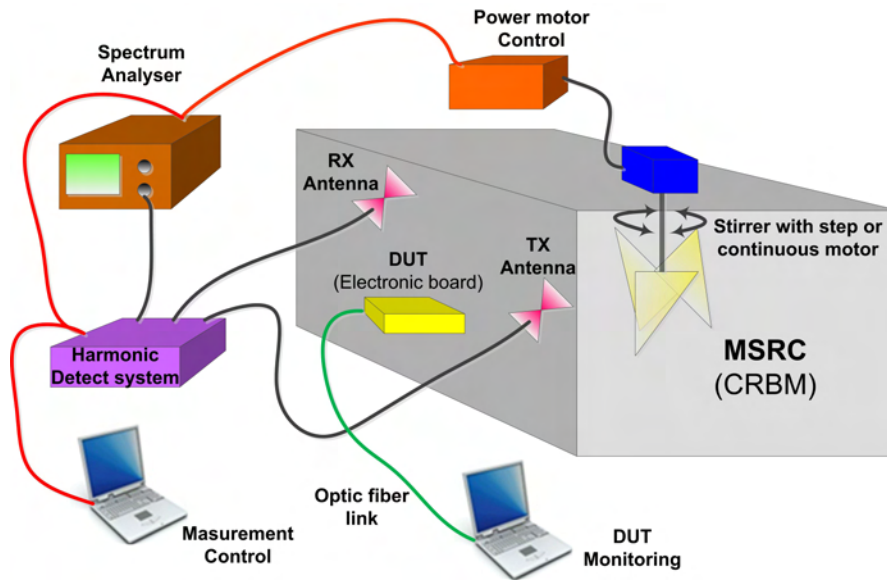 Power motor
Control
Spectrum
Analyser
RX
Antenna
TX
Antenna
Stirrer with step or
continuous motor
DUT
(Electronic board)
MSRC
(CRBM)
Harmonic
Detect system
Optic fiber
link
Masurement
Control
DUT
Monitoring